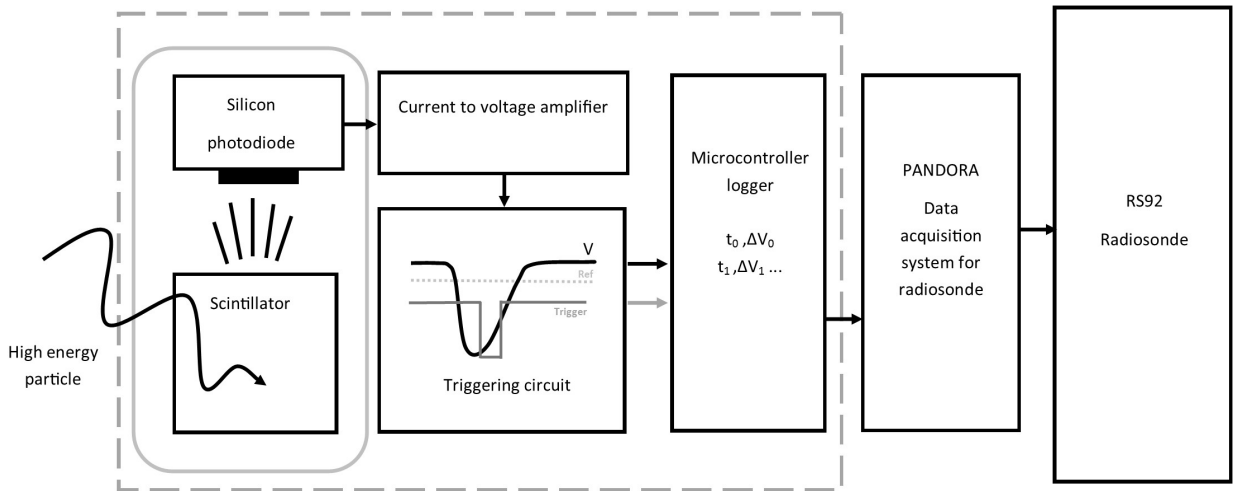 Silicon
photodiode
Current to voltage amplifier
Scintillator
High energy
particle
V
Ref
Trigger
Triggering circuit
Microcontroller
logger
t₀ ,ΔV₀
t₁ ,ΔV₁ ...
PANDORA
Data
acquisition
system for
radiosonde
RS92
Radiosonde